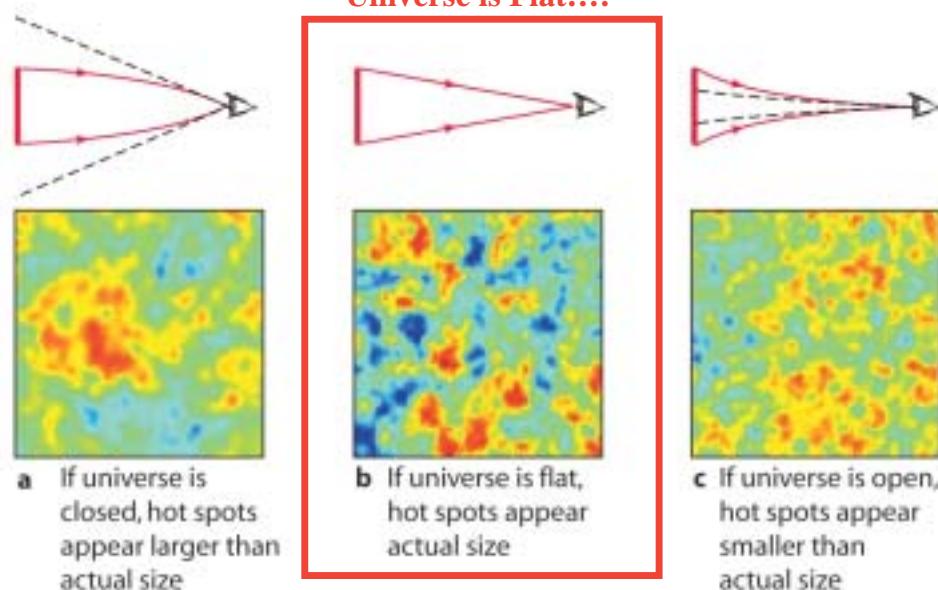 Universe is Flat....
a If universe is
closed, hot spots
appear larger than
actual size
b If universe is flat,
hot spots appear
actual size
c If universe is open,
hot spots appear
smaller than
actual size